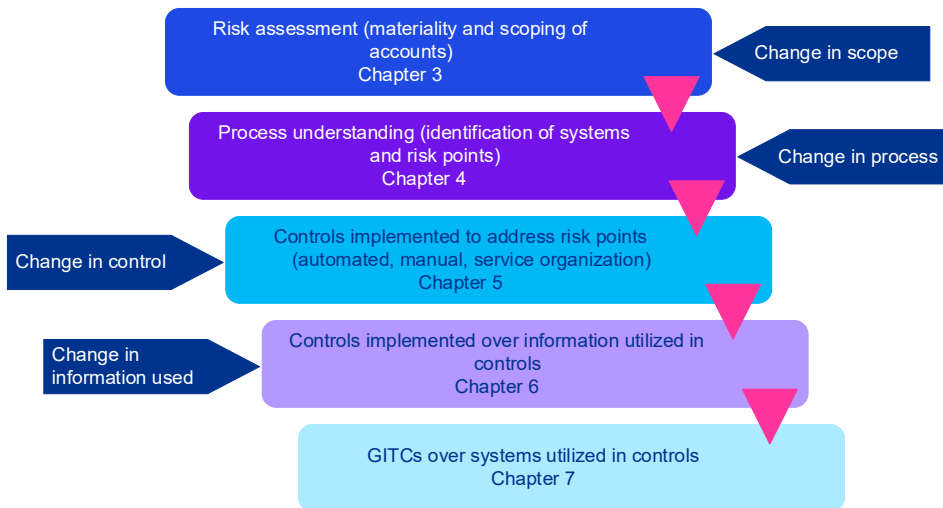 Risk assessment (materiality and scoping of
accounts)
Chapter 3
Change in scope
Process understanding (identification of systems
and risk points)
Chapter 4
Change in process
Change in control
Controls implemented to address risk points
(automated, manual, service organization)
Chapter 5
Change in
information used
Controls implemented over information utilized in
controls
Chapter 6
GITCs over systems utilized in controls
Chapter 7